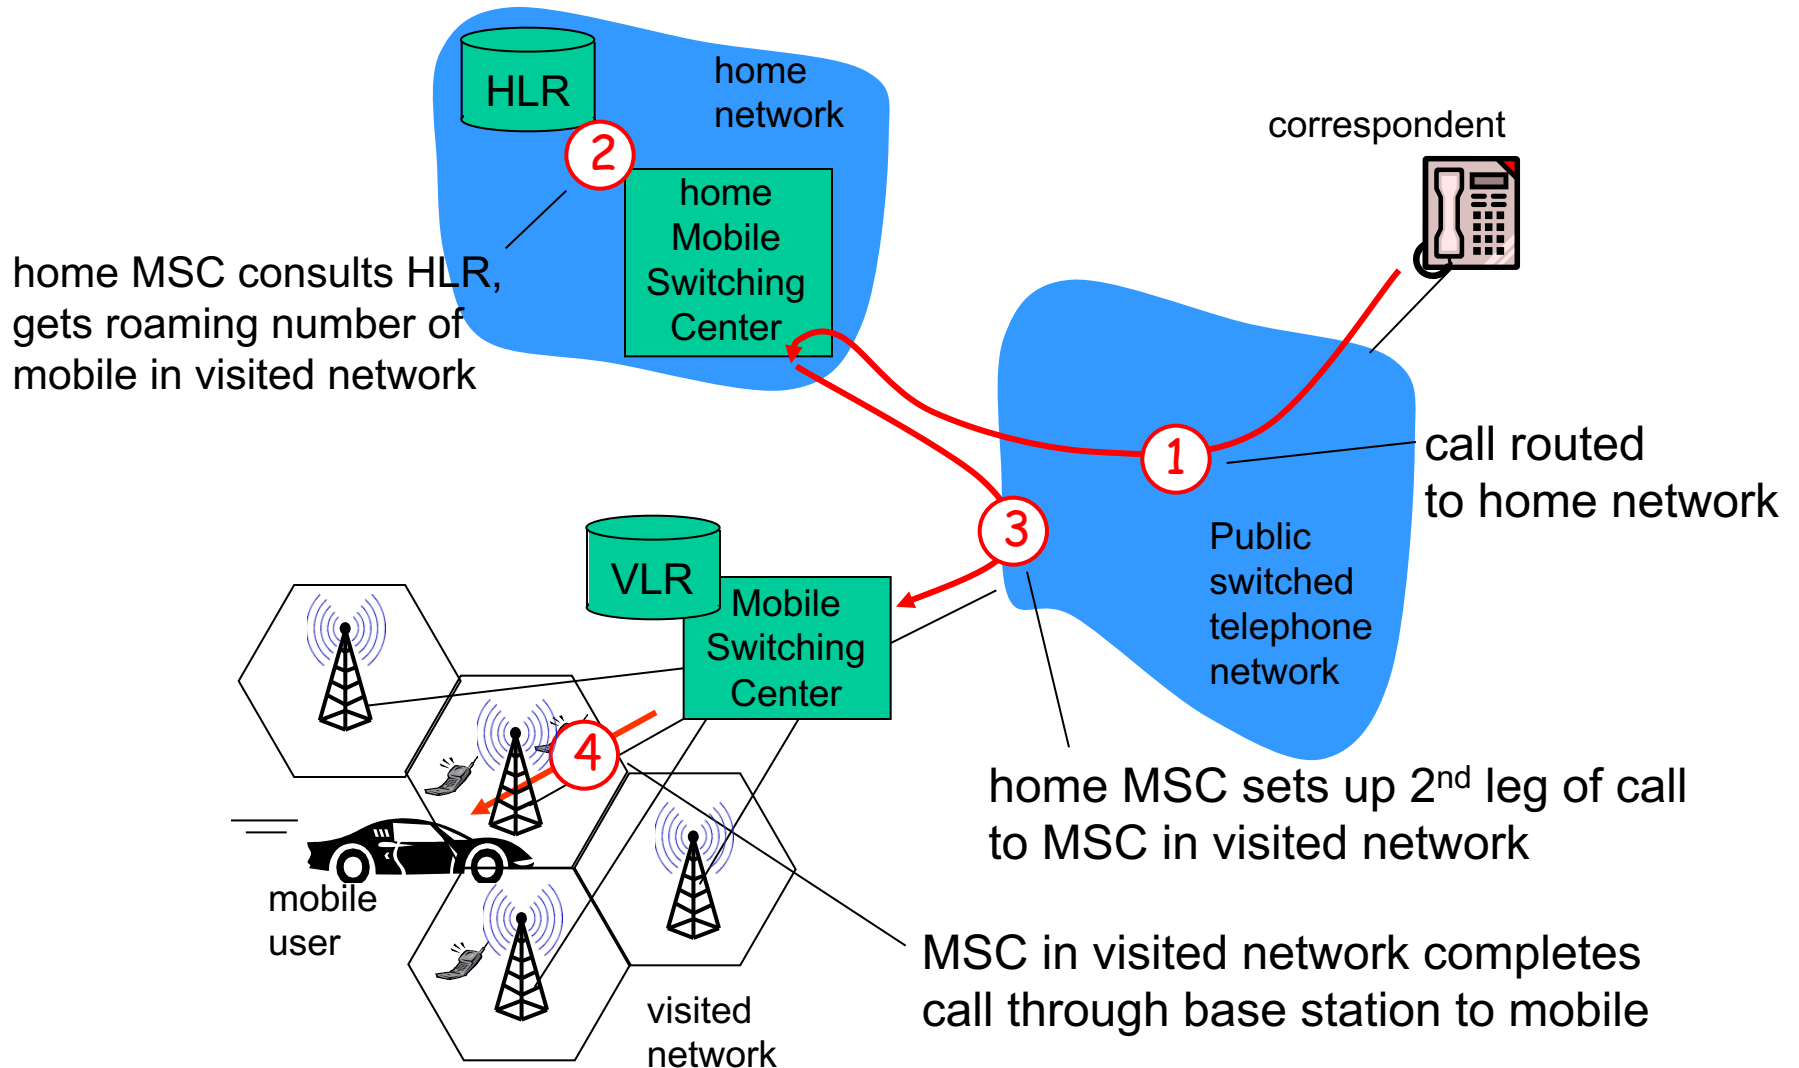 HLR
home
network
correspondent
2
home
Mobile
Switching
Center
home MSC consults HLR,
gets roaming number of
mobile in visited network
1
call routed
to home network
3
Public
switched
telephone
network
VLR
Mobile
Switching
Center
4
home MSC sets up 2nd leg of call
to MSC in visited network
mobile
user
MSC in visited network completes
call through base station to mobile
visited
network